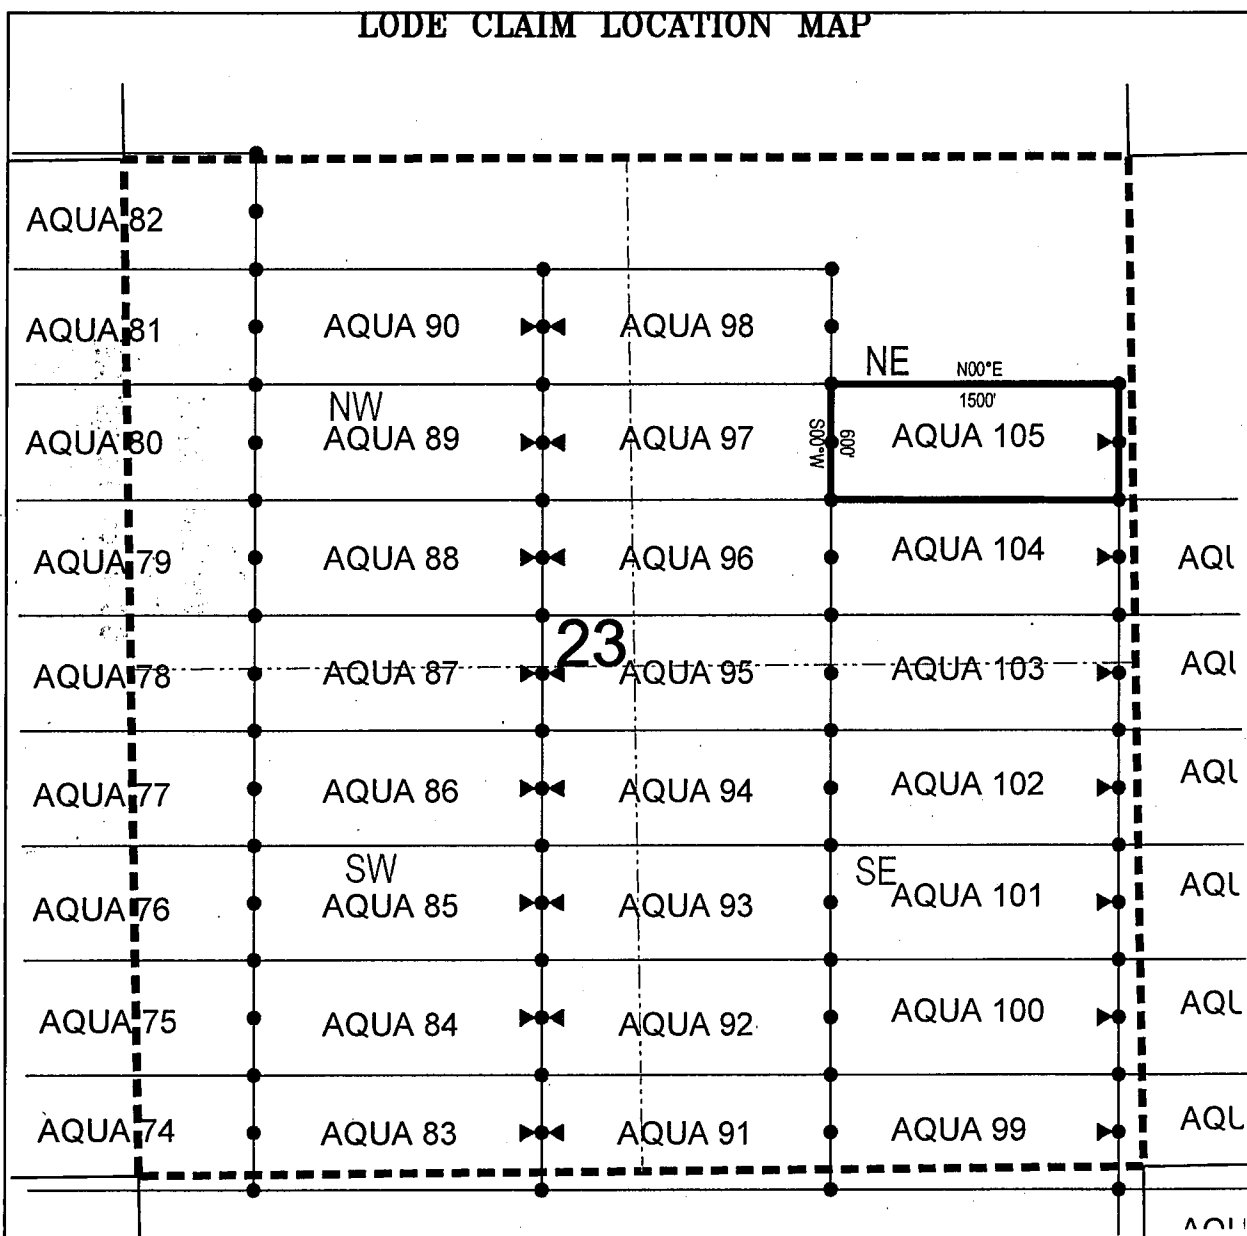 LODE CLAIM LOCATION MAP
AQUA 82
AQUA 81
AQUA 90
AQUA 98
NE
N00°E
1500'
NW
AQUA 80
AQUA 89
AQUA 97
S00°W
600'
AQUA 105
AQUA 79
AQUA 88
AQUA 96
AQUA 104
23
AQUA 78
AQUA 87
AQUA 95
AQUA 103
AQUA 77
AQUA 86
AQUA 94
AQUA 102
SW
SE
AQUA 76
AQUA 85
AQUA 93
AQUA 101
AQUA 75
AQUA 84
AQUA 92
AQUA 100
AQUA 74
AQUA 83
AQUA 91
AQUA 99